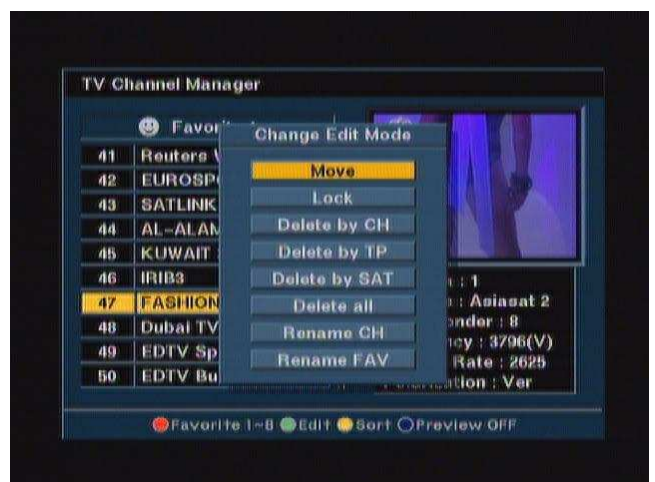 TV Channel Manager
Favori
Change Edit Mode
Move
Lock
Delete by CH
Delete by TP
Delete by SAT
Delete all
Rename CH
Rename FAV
41 Reuters
42 EUROSP
43 SATLINK
44 AL-ALAM
45 KUWAIT
46 IRIB3
47 FASHION
48 Dubai TV
49 EDTV Sp
50 EDTV Bu
: 1
: Asiasat 2
onder : 8
ncy : 3796(V)
Rate : 2625
Polarization : Ver
Favorite 1~8 Edit Sort Preview OFF